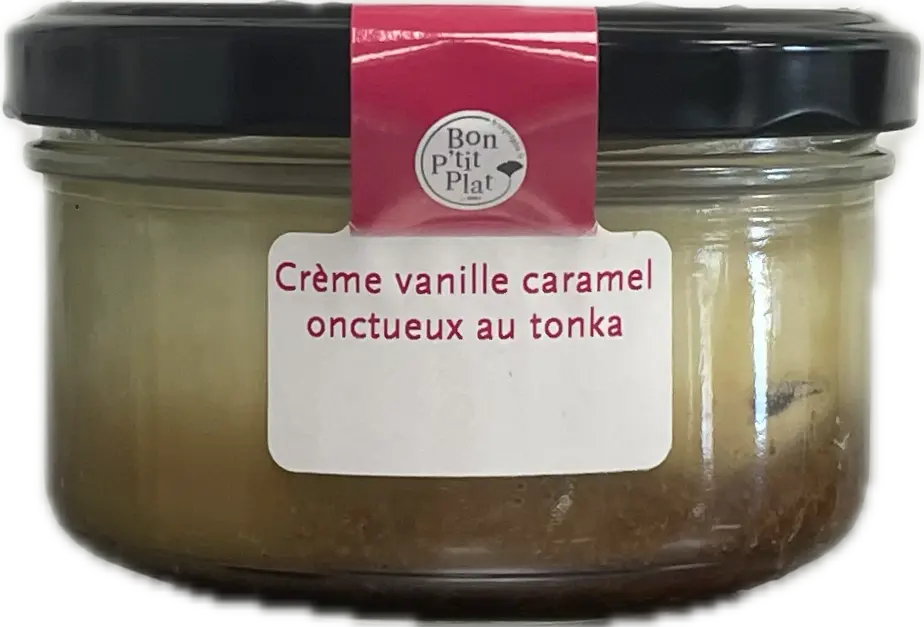 Bon
P'tit
Plat
Crème vanille caramel
onctueux au tonka